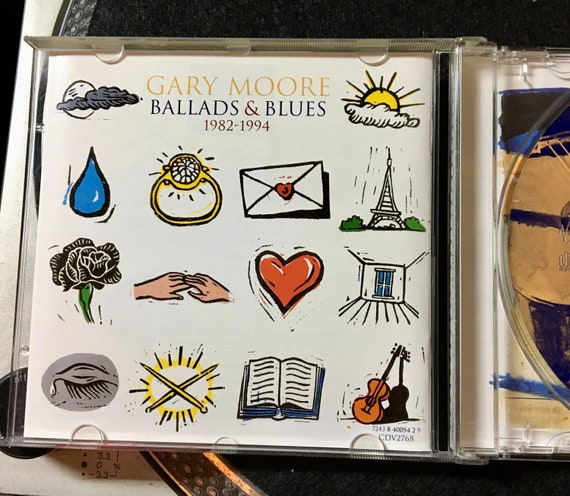 GARY MOORE
BALLADS & BLUES
1982-1994
7243 8 40054 2 9
CDV2768
3.3
0 %
-3.3